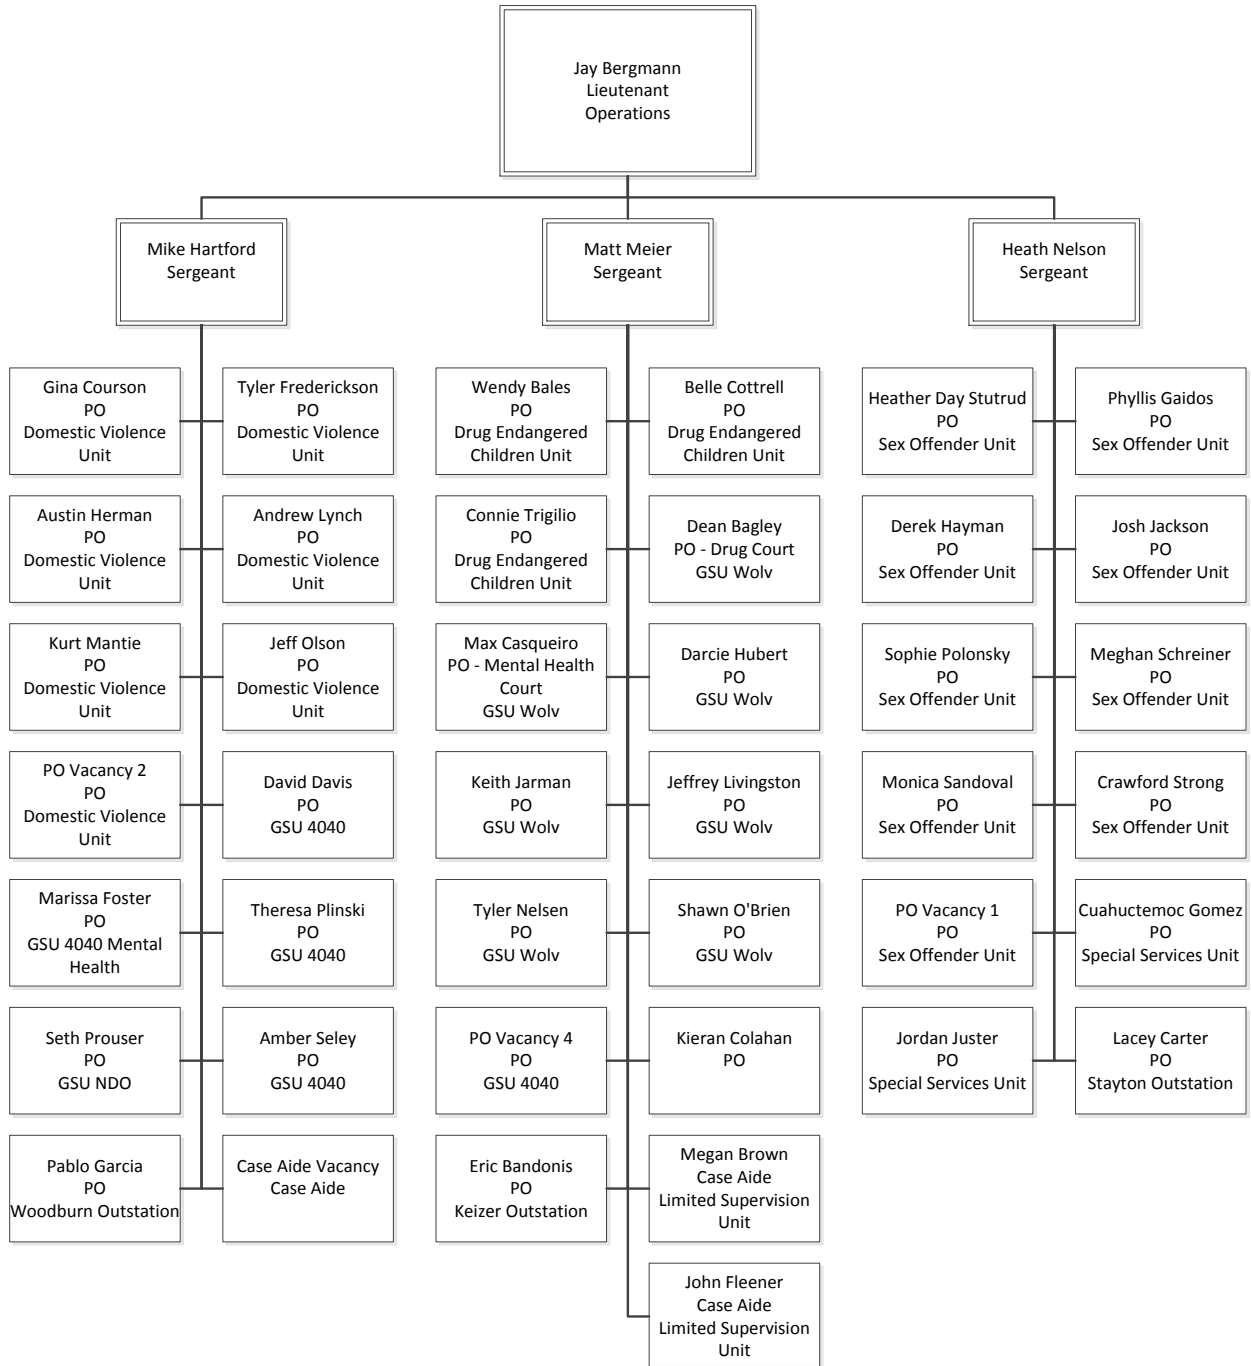 Jay Bergmann
Lieutenant
Operations
Mike Hartford
Sergeant
Matt Meier
Sergeant
Heath Nelson
Sergeant
Gina Courson
PO
Domestic Violence
Unit
Tyler Frederickson
PO
Domestic Violence
Unit
Wendy Bales
PO
Drug Endangered
Children Unit
Belle Cottrell
PO
Drug Endangered
Children Unit
Heather Day Stutrud
PO
Sex Offender Unit
Phyllis Gaidos
PO
Sex Offender Unit
Austin Herman
PO
Domestic Violence
Unit
Andrew Lynch
PO
Domestic Violence
Unit
Connie Trigilio
PO
Drug Endangered
Children Unit
Dean Bagley
PO - Drug Court
GSU Wolv
Derek Hayman
PO
Sex Offender Unit
Josh Jackson
PO
Sex Offender Unit
Kurt Mantie
PO
Domestic Violence
Unit
Jeff Olson
PO
Domestic Violence
Unit
Max Casqueiro
PO - Mental Health
Court
GSU Wolv
Darcie Hubert
PO
GSU Wolv
Sophie Polonsky
PO
Sex Offender Unit
Meghan Schreiner
PO
Sex Offender Unit
PO Vacancy 2
PO
Domestic Violence
Unit
David Davis
PO
GSU 4040
Keith Jarman
PO
GSU Wolv
Jeffrey Livingston
PO
GSU Wolv
Monica Sandoval
PO
Sex Offender Unit
Crawford Strong
PO
Sex Offender Unit
Marissa Foster
PO
GSU 4040 Mental
Health
Theresa Plinski
PO
GSU 4040
Tyler Nelsen
PO
GSU Wolv
Shawn O'Brien
PO
GSU Wolv
PO Vacancy 1
PO
Sex Offender Unit
Cuahuctemoc Gomez
PO
Special Services Unit
Seth Prouser
PO
GSU NDO
Amber Seley
PO
GSU 4040
PO Vacancy 4
PO
GSU 4040
Kieran Colahan
PO
Jordan Juster
PO
Special Services Unit
Lacey Carter
PO
Stayton Outstation
Pablo Garcia
PO
Woodburn Outstation
Case Aide Vacancy
Case Aide
Eric Bandonis
PO
Keizer Outstation
Megan Brown
Case Aide
Limited Supervision
Unit
John Fleener
Case Aide
Limited Supervision
Unit